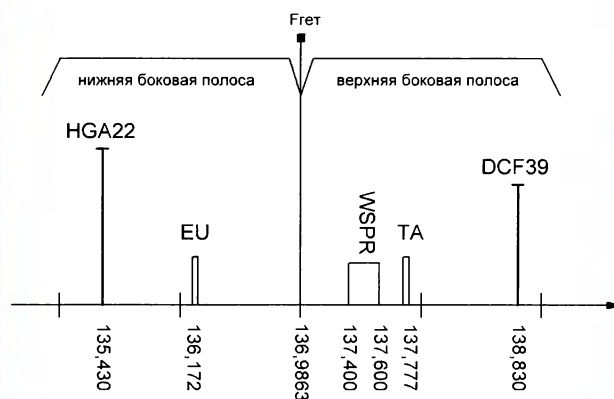 Fгет
нижняя боковая полоса
верхняя боковая полоса
HGA22
DCF39
EU
WSPR
TA
135,430
136,172
136,9863
137,400
137,600
137,777
138,830